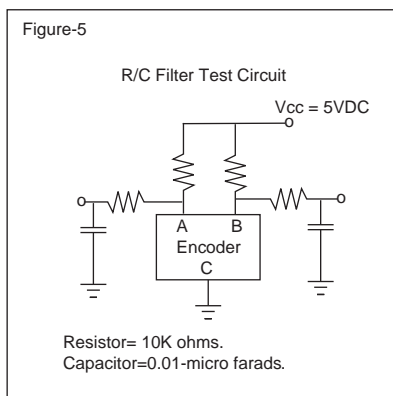 Figure-5
R/C Filter Test Circuit
Vcc = 5VDC
A B
Encoder
C
Resistor= 10K ohms.
Capacitor=0.01-micro farads.